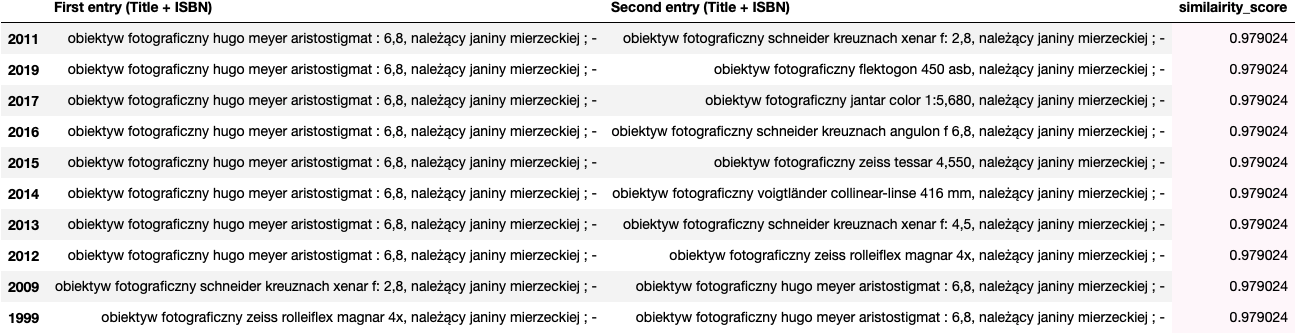 First entry (Title + ISBN) Second entry (Title + ISBN) similairity_score
2011 obiektyw fotograficzny hugo meyer aristostigmat : 6,8, należący janiny mierzeckiej ; - obiektyw fotograficzny schneider kreuznach xenar f: 2,8, należący janiny mierzeckiej ; - 0.979024
2019 obiektyw fotograficzny hugo meyer aristostigmat : 6,8, należący janiny mierzeckiej ; - obiektyw fotograficzny flektogon 450 asb, należący janiny mierzeckiej ; - 0.979024
2017 obiektyw fotograficzny hugo meyer aristostigmat : 6,8, należący janiny mierzeckiej ; - obiektyw fotograficzny jantar color 1:5,680, należący janiny mierzeckiej ; - 0.979024
2016 obiektyw fotograficzny hugo meyer aristostigmat : 6,8, należący janiny mierzeckiej ; - obiektyw fotograficzny schneider kreuznach angulon f 6,8, należący janiny mierzeckiej ; - 0.979024
2015 obiektyw fotograficzny hugo meyer aristostigmat : 6,8, należący janiny mierzeckiej ; - obiektyw fotograficzny zeiss tessar 4,550, należący janiny mierzeckiej ; - 0.979024
2014 obiektyw fotograficzny hugo meyer aristostigmat : 6,8, należący janiny mierzeckiej ; - obiektyw fotograficzny voigtländer collinear-linse 416 mm, należący janiny mierzeckiej ; - 0.979024
2013 obiektyw fotograficzny hugo meyer aristostigmat : 6,8, należący janiny mierzeckiej ; - obiektyw fotograficzny schneider kreuznach xenar f: 4,5, należący janiny mierzeckiej ; - 0.979024
2012 obiektyw fotograficzny hugo meyer aristostigmat : 6,8, należący janiny mierzeckiej ; - obiektyw fotograficzny zeiss rolleiflex magnar 4x, należący janiny mierzeckiej ; - 0.979024
2009 obiektyw fotograficzny schneider kreuznach xenar f: 2,8, należący janiny mierzeckiej ; - obiektyw fotograficzny hugo meyer aristostigmat : 6,8, należący janiny mierzeckiej ; - 0.979024
1999 obiektyw fotograficzny zeiss rolleiflex magnar 4x, należący janiny mierzeckiej ; - obiektyw fotograficzny hugo meyer aristostigmat : 6,8, należący janiny mierzeckiej ; - 0.979024